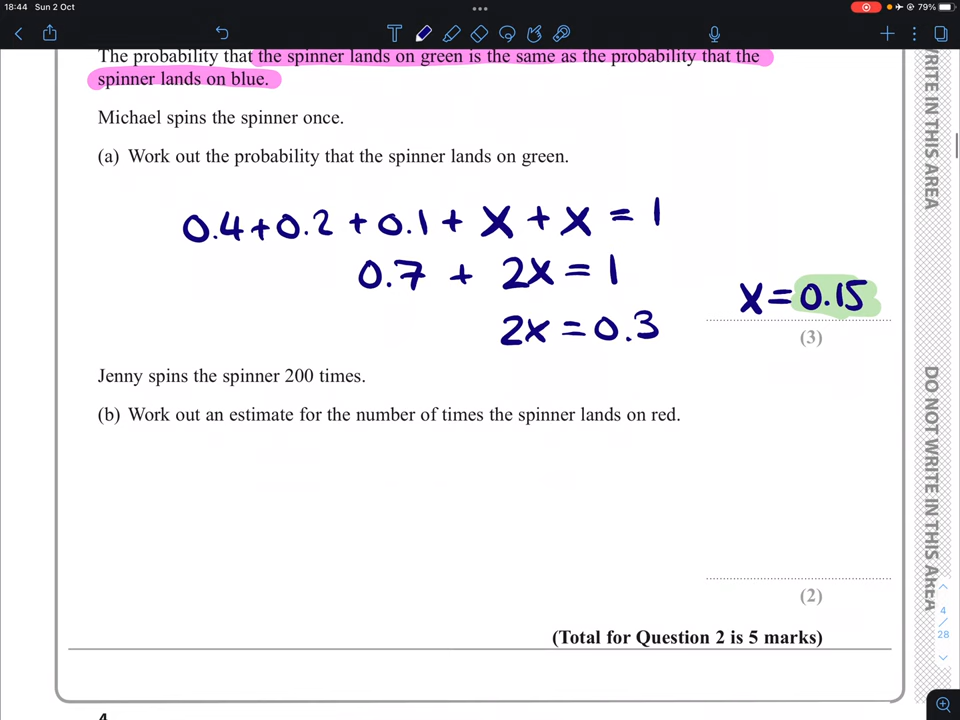 18:44 Sun 2 Oct
79%
The probability that the spinner lands on green is the same as the probability that the
spinner lands on blue.
Michael spins the spinner once.
(a) Work out the probability that the spinner lands on green.
0.4 + 0.2 + 0.1 + x + x = 1
0.7 + 2x = 1
x = 0.15
2x = 0.3
(3)
Jenny spins the spinner 200 times.
(b) Work out an estimate for the number of times the spinner lands on red.
(2)
(Total for Question 2 is 5 marks)
WRITE IN THIS AREA
DO NOT WRITE IN THIS AREA
4
/
28